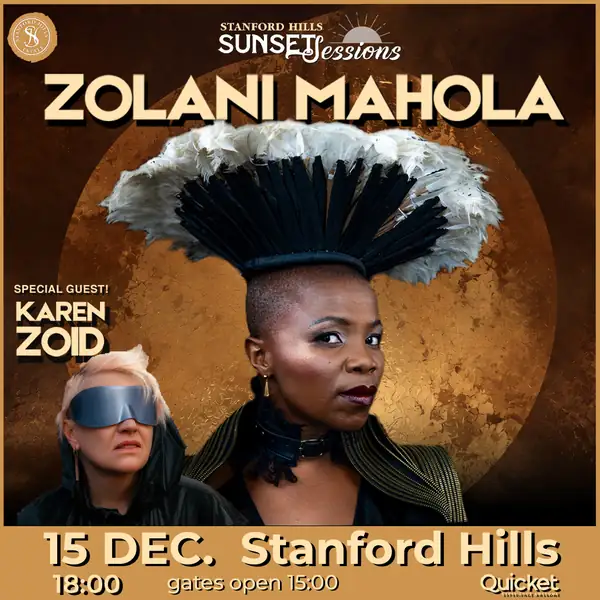 STANFORD HILLS
SUNSET Sessions
ZOLANI MAHOLA
SPECIAL GUEST!
KAREN
ZOID
15 DEC. Stanford Hills
18:00 gates open 15:00 Quicket